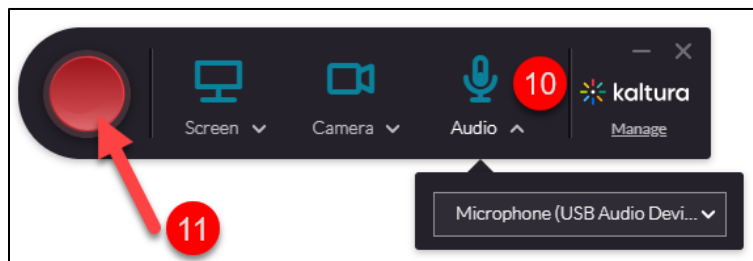 10
kaltura
Screen
Camera
Audio
Manage
Microphone (USB Audio Devi...
11